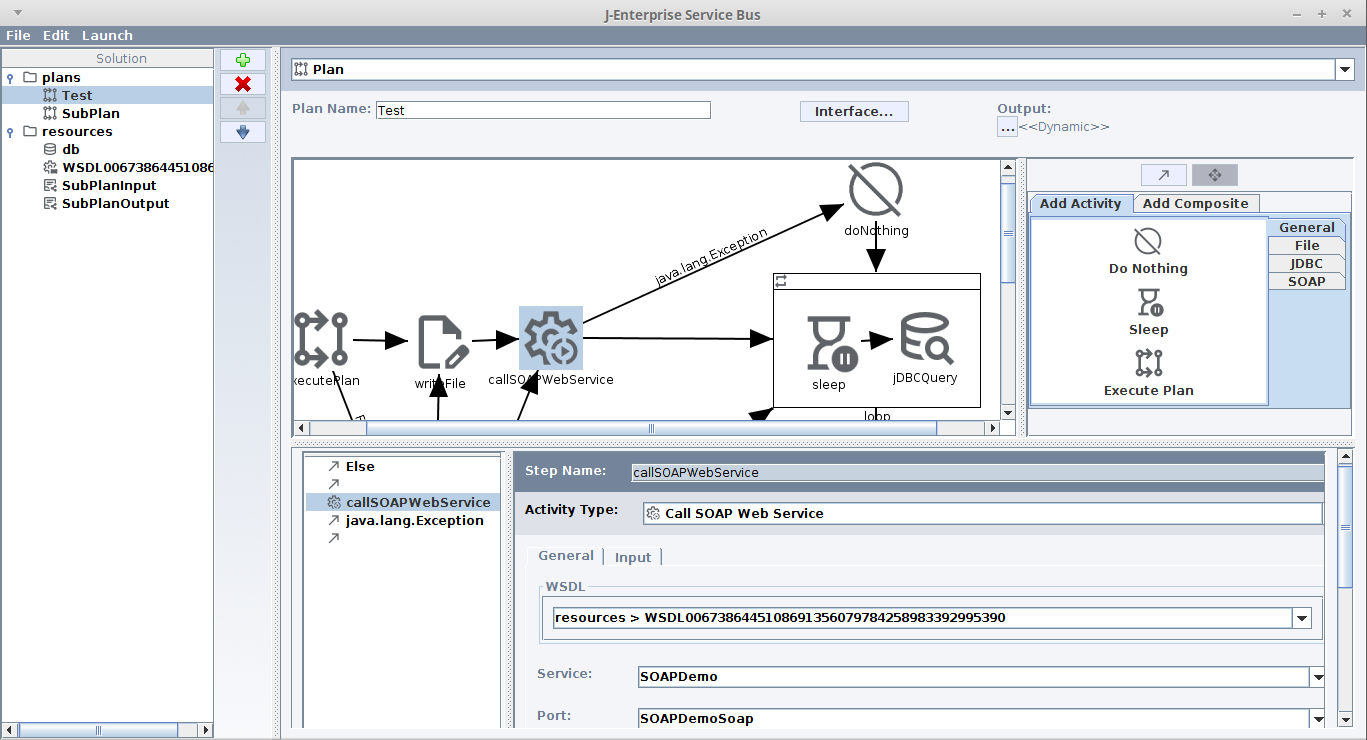 J-Enterprise Service Bus
File Edit Launch
Solution
plans
Test
SubPlan
resources
db
WSDL00673864451086
SubPlanInput
SubPlanOutput
Plan
Plan Name: Test
Interface...
Output:
... <<Dynamic>>
doNothing
java.lang.Exception
xecutePlan
writeFile
callSOAPWebService
sleep
jDBCQuery
loop
Add Activity Add Composite
General
File
JDBC
SOAP
Do Nothing
Sleep
Execute Plan
Else
callSOAPWebService
java.lang.Exception
Step Name: callSOAPWebService
Activity Type: Call SOAP Web Service
General Input
WSDL
resources > WSDL0067386445108691356079784258983392995390
Service: SOAPDemo
Port: SOAPDemoSoap